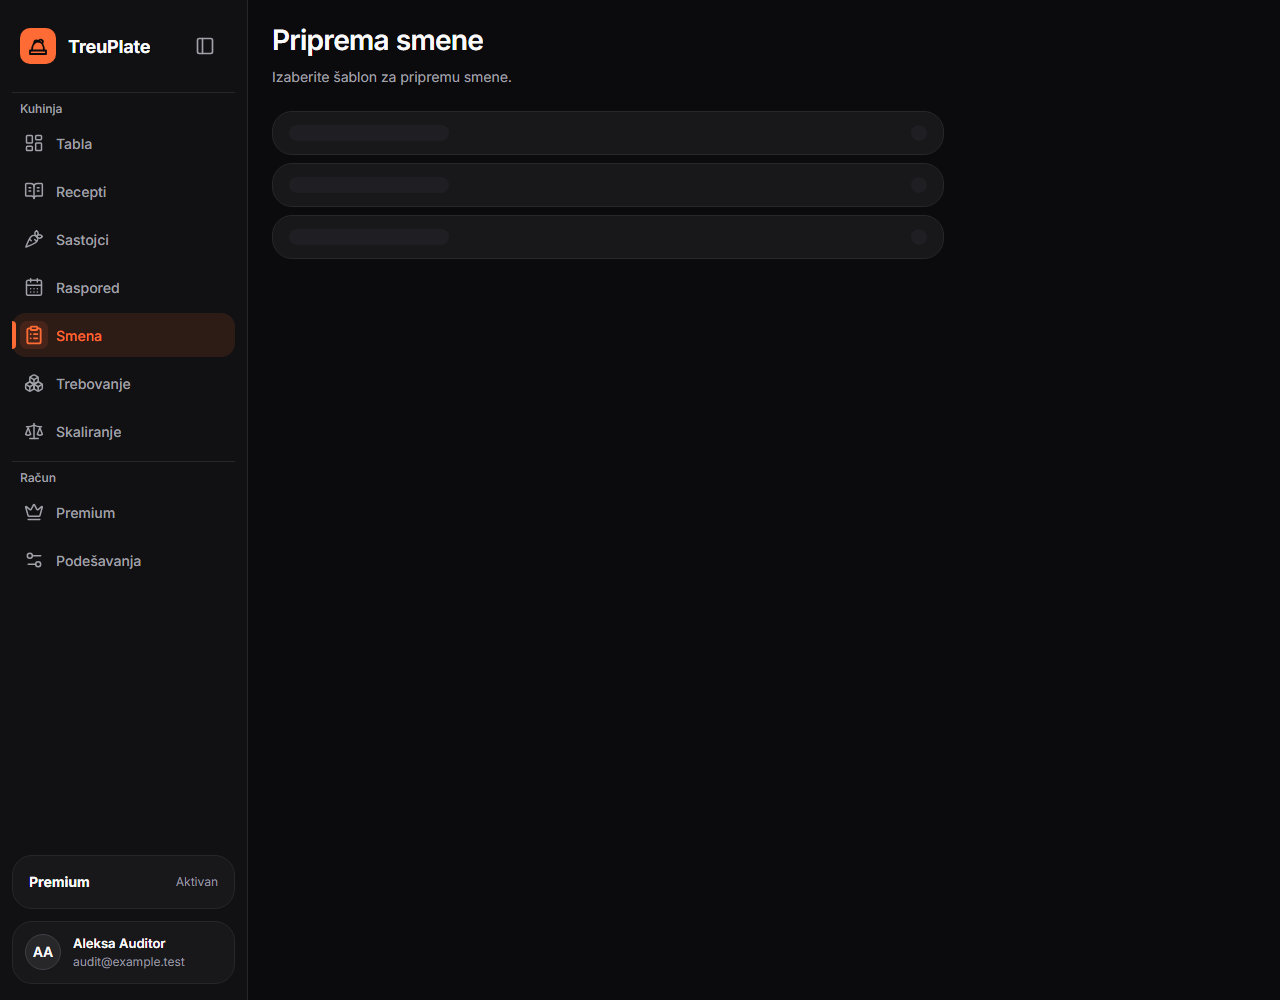 TreuPlate
Kuhinja
Tabla
Recepti
Sastojci
Raspored
Smena
Trebovanje
Skaliranje
Račun
Premium
Podešavanja
Premium Aktivan
AA Aleksa Auditor
audit@example.test
Priprema smene
Izaberite šablon za pripremu smene.